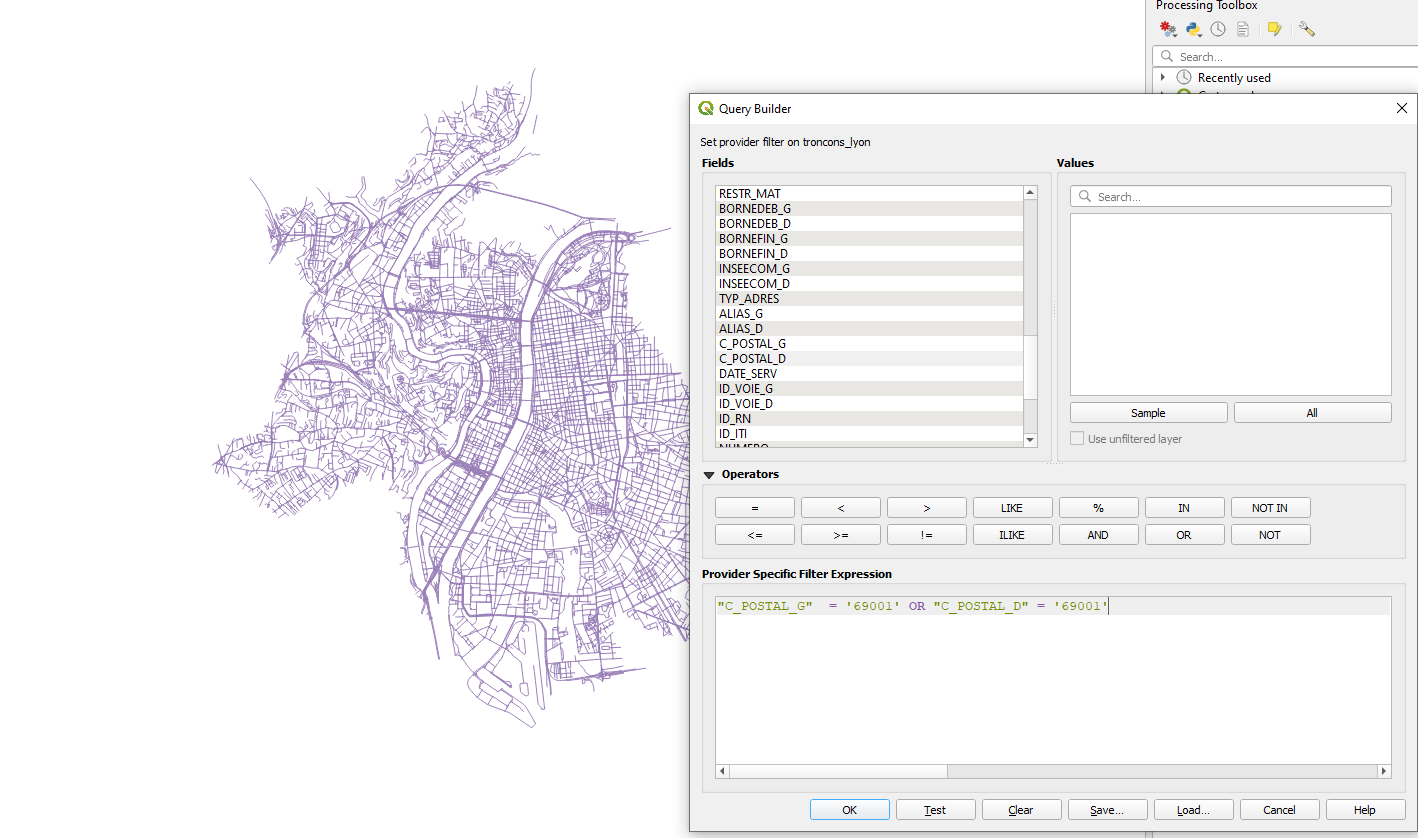 Processing Toolbox
Search...
Recently used
Query Builder
Set provider filter on troncons_lyon
Fields
Values
RESTR_MAT
BORNEDEB_G
BORNEDEB_D
BORNEFIN_G
BORNEFIN_D
INSEECOM_G
INSEECOM_D
TYP_ADRES
ALIAS_G
ALIAS_D
C_POSTAL_G
C_POSTAL_D
DATE_SERV
ID_VOIE_G
ID_VOIE_D
ID_RN
ID_ITI
Search...
Sample
All
Use unfiltered layer
Operators
= < > LIKE % IN NOT IN
<= >= != ILIKE AND OR NOT
Provider Specific Filter Expression
"C_POSTAL_G"  = '69001' OR "C_POSTAL_D" = '69001'
OK Test Clear Save... Load... Cancel Help